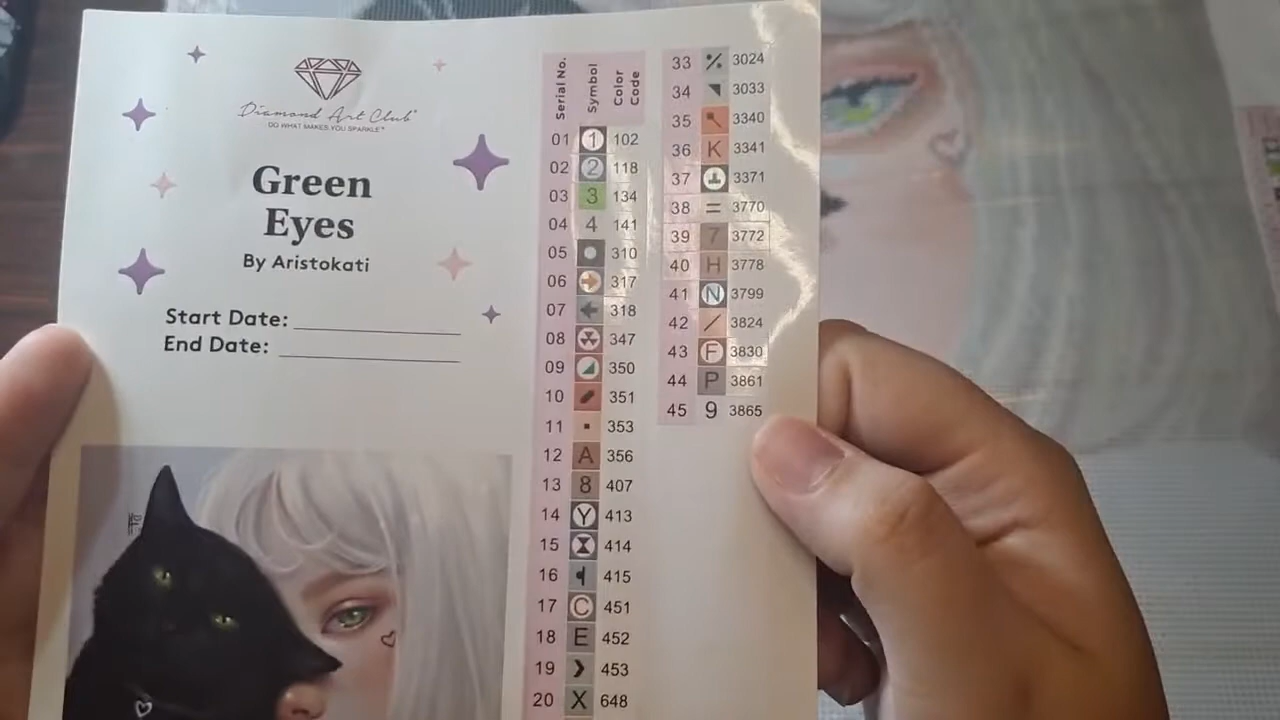 Diamond Art Club®
DO WHAT MAKES YOU SPARKLE™
Green
Eyes
By Aristokati
Start Date:
End Date:
Serial No. Symbol Color Code
01 1 102
02 2 118
03 3 134
04 4 141
05 310
06 317
07 318
08 347
09 350
10 351
11 353
12 A 356
13 8 407
14 Y 413
15 414
16 415
17 C 451
18 E 452
19 453
20 X 648
33 % 3024
34 3033
35 3340
36 K 3341
37 3371
38 = 3770
39 7 3772
40 H 3778
41 N 3799
42 / 3824
43 F 3830
44 P 3861
45 9 3865